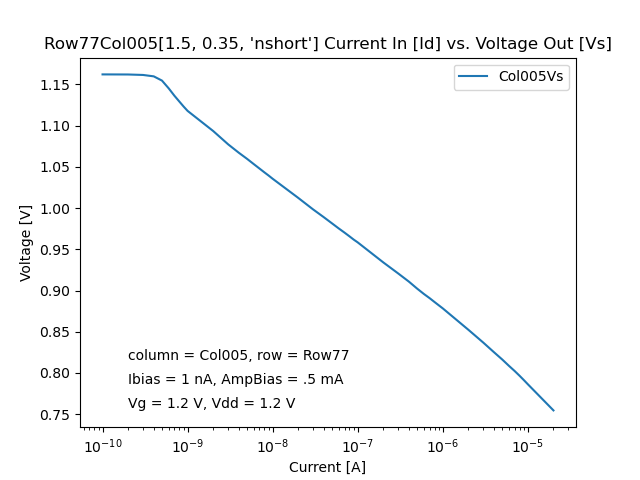 Row77Col005[1.5, 0.35, 'nshort'] Current In [Id] vs. Voltage Out [Vs]
Col005Vs
1.15
1.10
1.05
1.00
0.95
0.90
0.85
0.80
0.75
Voltage [V]
column = Col005, row = Row77
Ibias = 1 nA, AmpBias = .5 mA
Vg = 1.2 V, Vdd = 1.2 V
10⁻¹⁰ 10⁻⁹ 10⁻⁸ 10⁻⁷ 10⁻⁶ 10⁻⁵
Current [A]